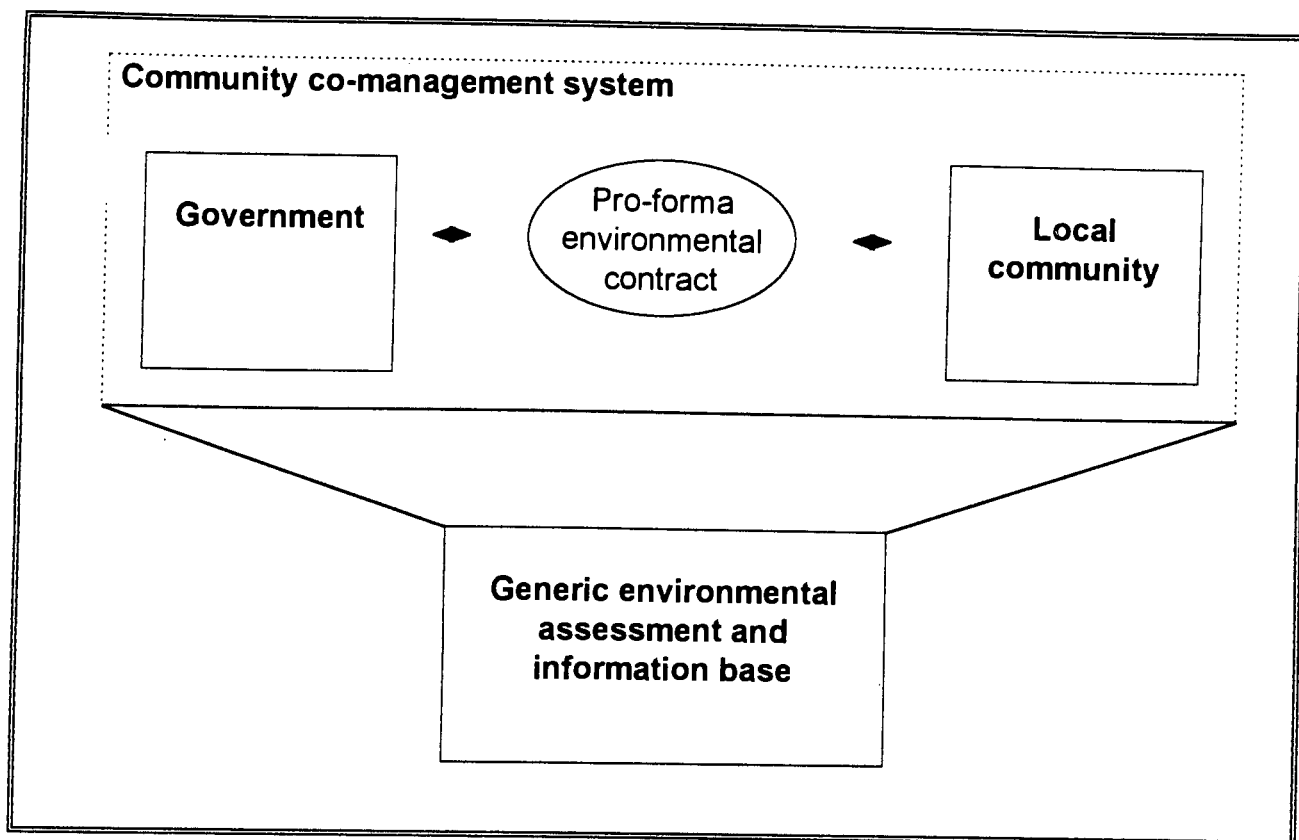 Community co-management system
Government
Pro-forma
environmental
contract
Local
community
Generic environmental
assessment and
information base